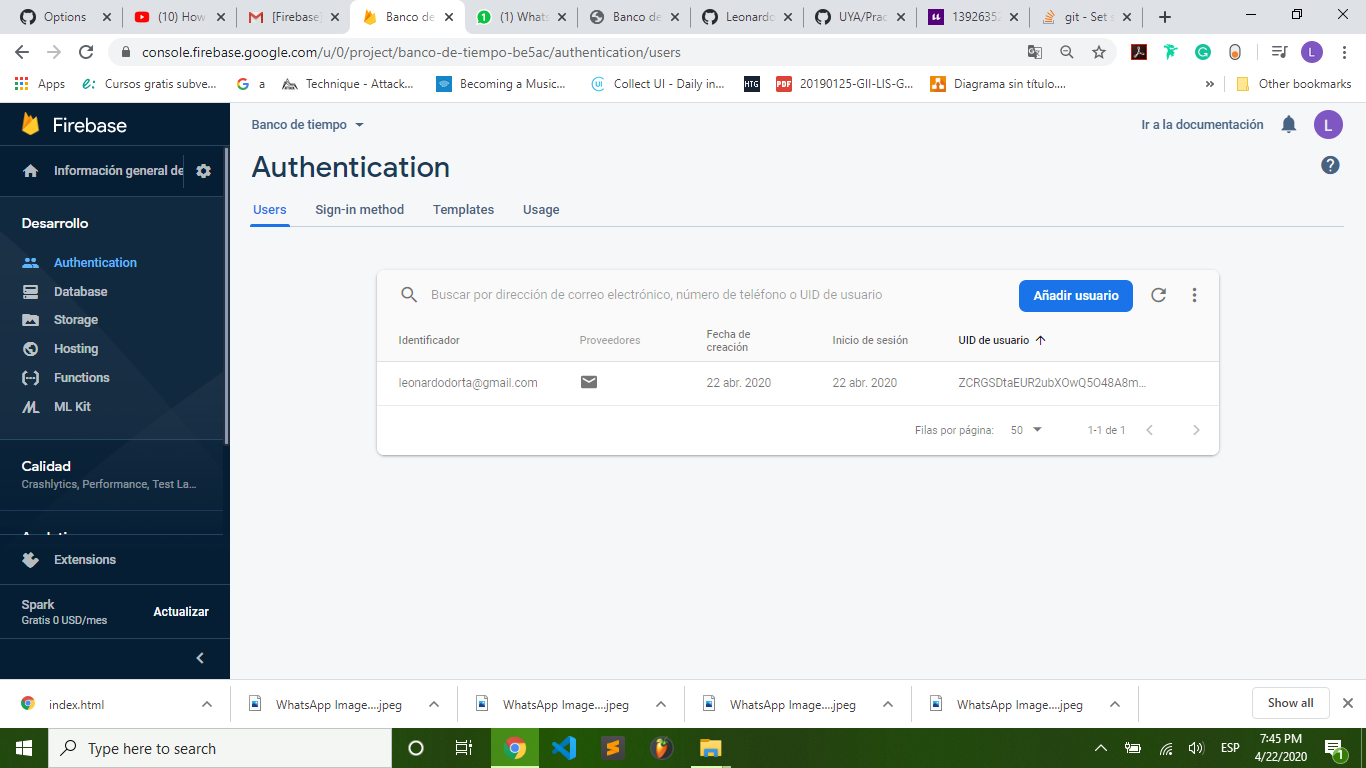 Options
(10) How
[Firebase]
Banco de
(1) Whats
Banco de
Leonardo
UYA/Prac
13926352
git - Set s
console.firebase.google.com/u/0/project/banco-de-tiempo-be5ac/authentication/users
Apps
Cursos gratis subve...
a
Technique - Attack...
Becoming a Music...
Collect UI - Daily in...
HTG
20190125-GII-LIS-G...
Diagrama sin título....
»
Other bookmarks
Firebase
Banco de tiempo
Ir a la documentación
L
Información general de
Authentication
Users
Sign-in method
Templates
Usage
Desarrollo
Authentication
Database
Storage
Hosting
Functions
ML Kit
Buscar por dirección de correo electrónico, número de teléfono o UID de usuario
Añadir usuario
Identificador
Proveedores
Fecha de
creación
Inicio de sesión
UID de usuario
leonardodorta@gmail.com
22 abr. 2020
22 abr. 2020
ZCRGSDtaEUR2ubXOwQ5O48A8m...
Filas por página:
50
1-1 de 1
Calidad
Crashlytics, Performance, Test La...
Extensions
Spark
Gratis 0 USD/mes
Actualizar
index.html
WhatsApp Image....jpeg
WhatsApp Image....jpeg
WhatsApp Image....jpeg
WhatsApp Image....jpeg
Show all
Type here to search
ESP
7:45 PM
4/22/2020
1